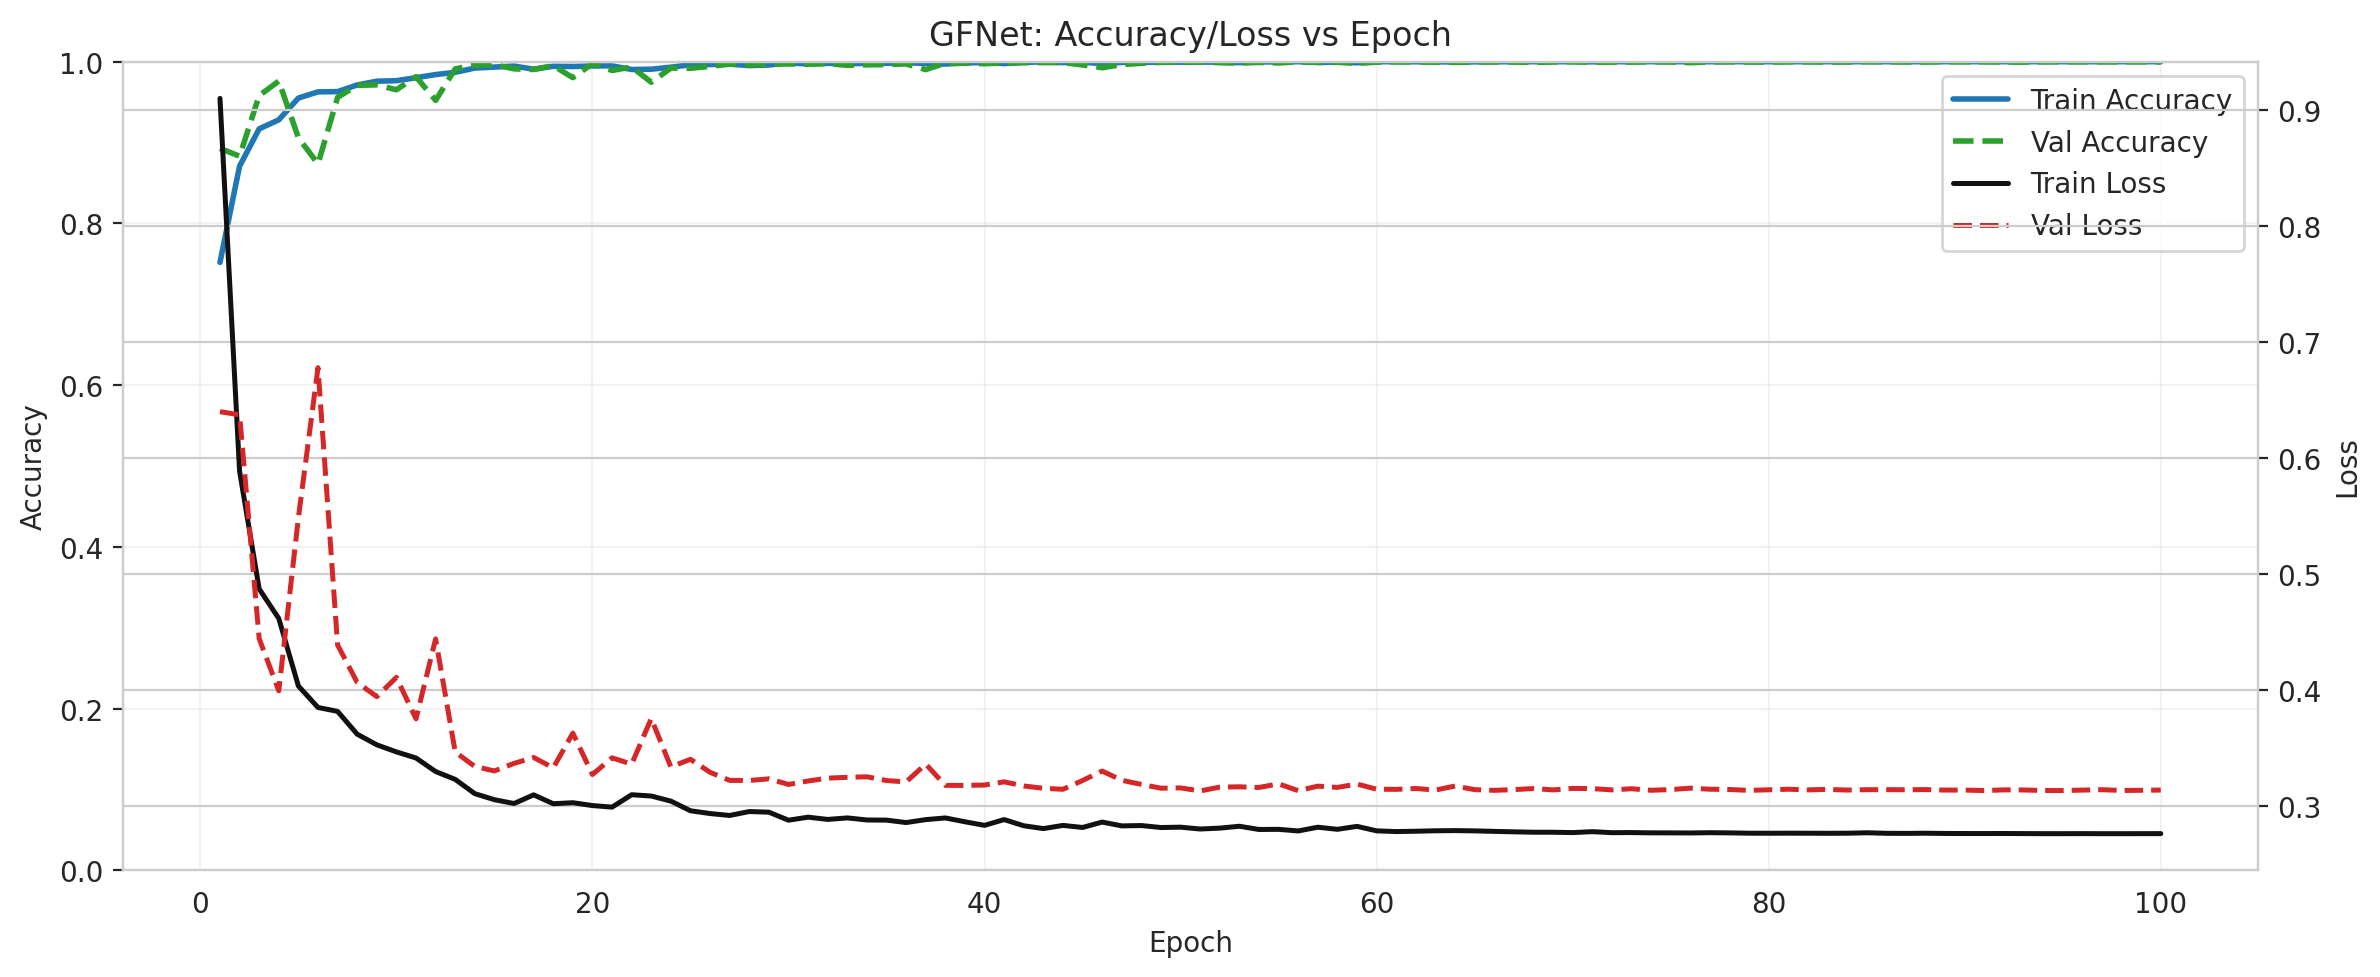 GFNet: Accuracy/Loss vs Epoch
1.0
0.8
0.6
0.4
0.2
0.0
Accuracy
Train Accuracy
Val Accuracy
Train Loss
Val Loss
0.9
0.8
0.7
0.6
0.5
0.4
0.3
Loss
0 20 40 60 80 100
Epoch